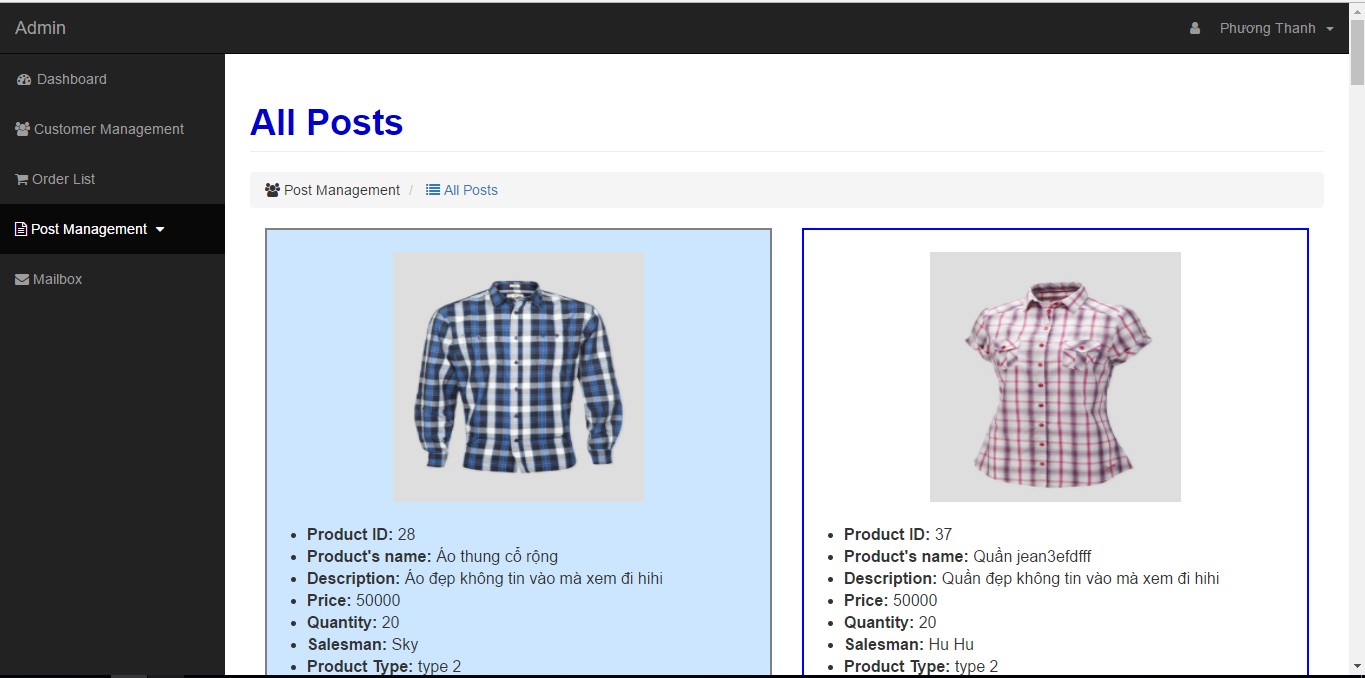 Admin
Phương Thanh
Dashboard
Customer Management
Order List
Post Management
Mailbox
All Posts
Post Management / All Posts
Product ID: 28
Product's name: Áo thung cổ rộng
Description: Áo đẹp không tin vào mà xem đi hihi
Price: 50000
Quantity: 20
Salesman: Sky
Product Type: type 2
Product ID: 37
Product's name: Quần jean3efdfff
Description: Quần đẹp không tin vào mà xem đi hihi
Price: 50000
Quantity: 20
Salesman: Hu Hu
Product Type: type 2